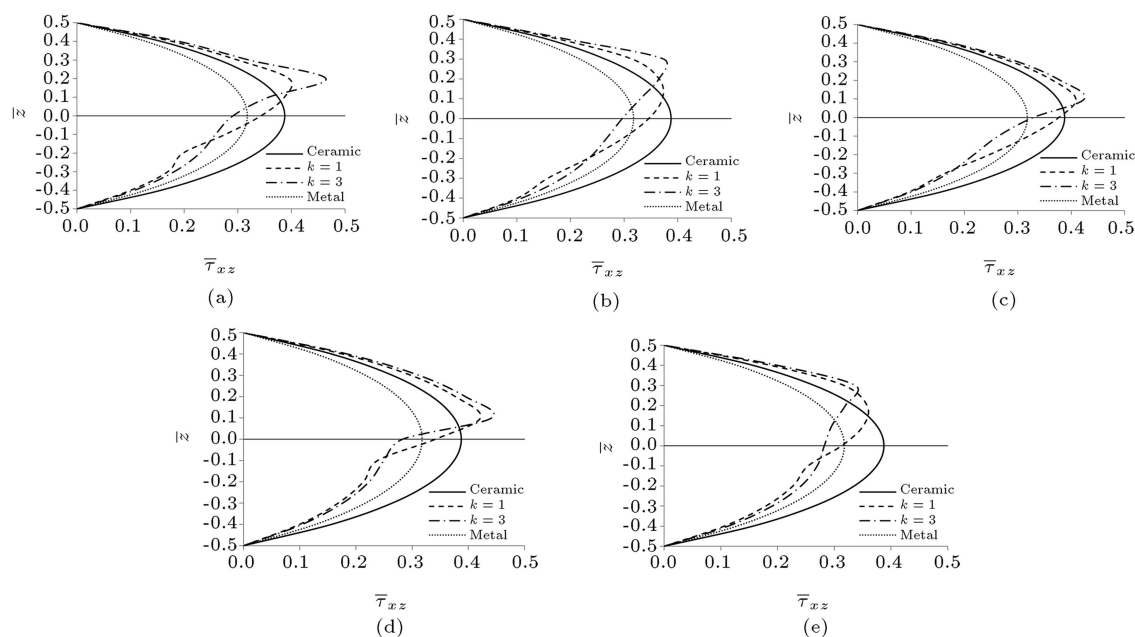 0.5
0.4
0.3
0.2
0.1
0.0
-0.1
-0.2
-0.3
-0.4
-0.5
z̅
Ceramic
k = 1
k = 3
Metal
0.0 0.1 0.2 0.3 0.4 0.5
τ̅xz
(a)
0.5
0.4
0.3
0.2
0.1
0.0
-0.1
-0.2
-0.3
-0.4
-0.5
z̅
Ceramic
k = 1
k = 3
Metal
0.0 0.1 0.2 0.3 0.4 0.5
τ̅xz
(b)
0.5
0.4
0.3
0.2
0.1
0.0
-0.1
-0.2
-0.3
-0.4
-0.5
z̅
Ceramic
k = 1
k = 3
Metal
0.0 0.1 0.2 0.3 0.4 0.5
τ̅xz
(c)
0.5
0.4
0.3
0.2
0.1
0.0
-0.1
-0.2
-0.3
-0.4
-0.5
z̅
Ceramic
k = 1
k = 3
Metal
0.0 0.1 0.2 0.3 0.4 0.5
τ̅xz
(d)
0.5
0.4
0.3
0.2
0.1
0.0
-0.1
-0.2
-0.3
-0.4
-0.5
z̅
Ceramic
k = 1
k = 3
Metal
0.0 0.1 0.2 0.3 0.4 0.5
τ̅xz
(e)